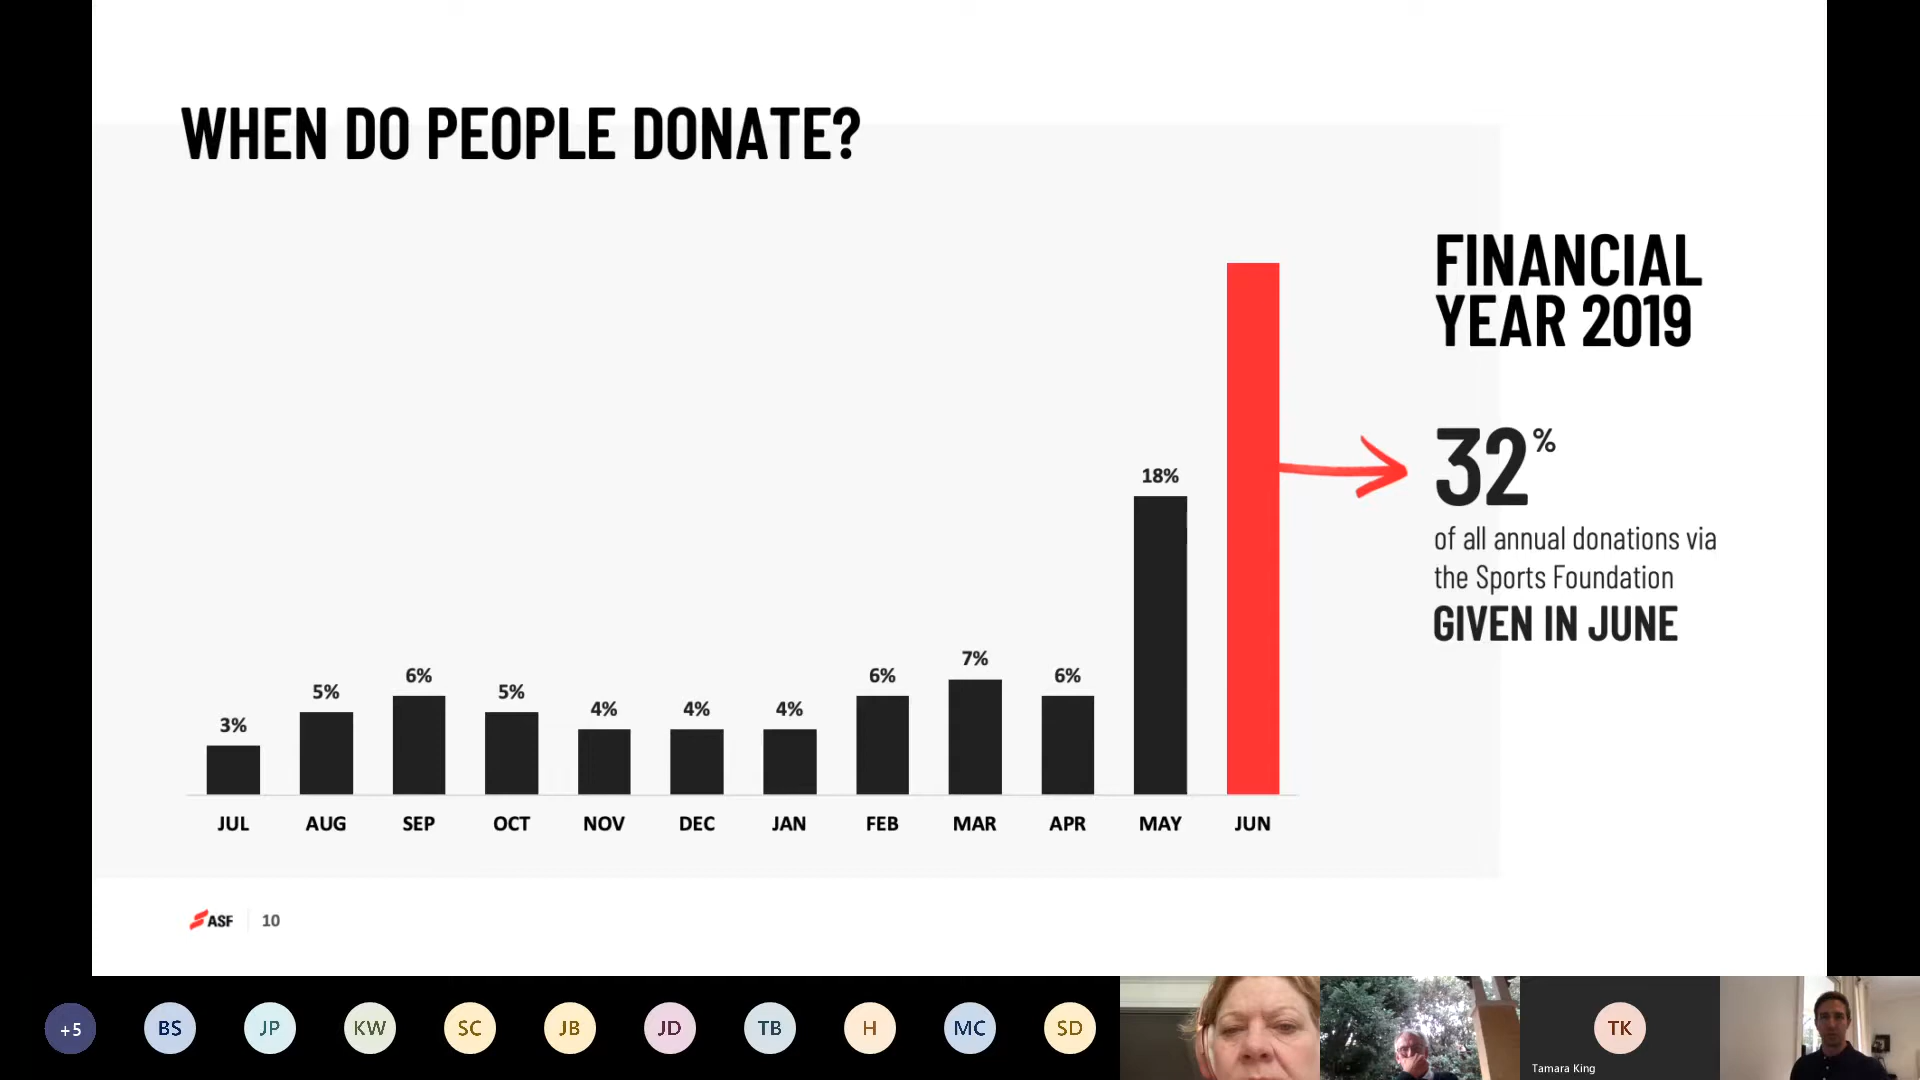 WHEN DO PEOPLE DONATE?
FINANCIAL
YEAR 2019
32%
of all annual donations via
the Sports Foundation
GIVEN IN JUNE
3% 5% 6% 5% 4% 4% 4% 6% 7% 6% 18%
JUL AUG SEP OCT NOV DEC JAN FEB MAR APR MAY JUN
ASF 10
+5 BS JP KW SC JB JD TB H MC SD TK
Tamara King